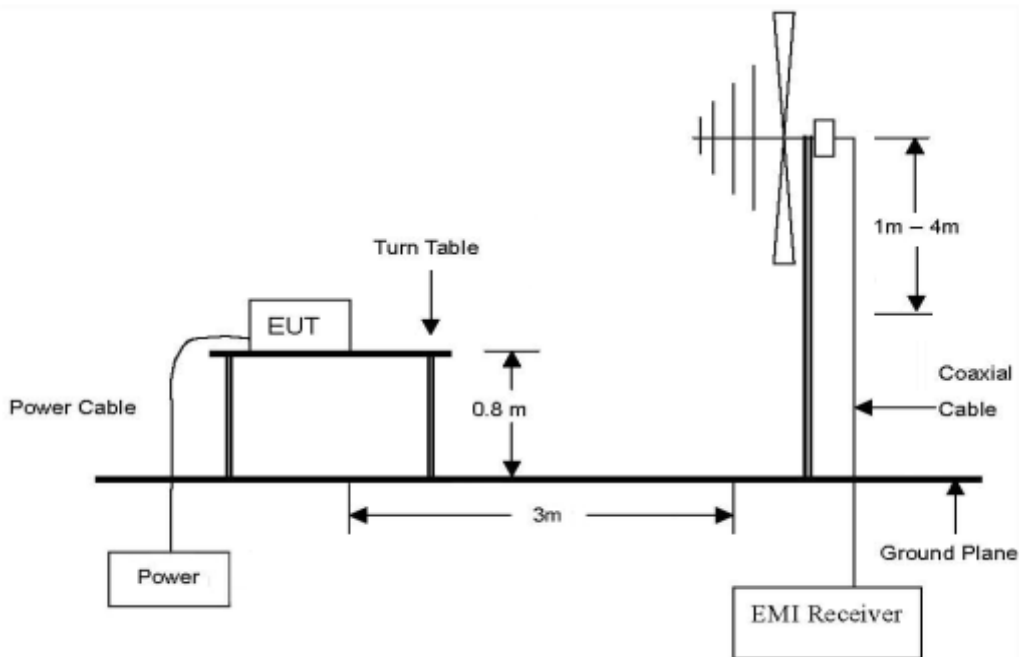 1m – 4m
Turn Table
EUT
Coaxial
Cable
Power Cable
0.8 m
3m
Ground Plane
Power
EMI Receiver